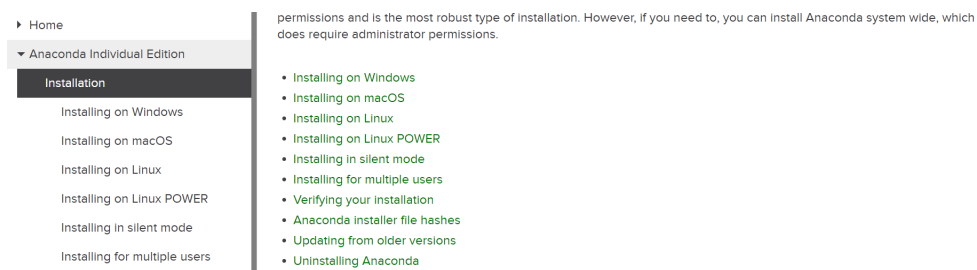 Home
Anaconda Individual Edition
Installation
Installing on Windows
Installing on macOS
Installing on Linux
Installing on Linux POWER
Installing in silent mode
Installing for multiple users
permissions and is the most robust type of installation. However, if you need to, you can install Anaconda system wide, which
does require administrator permissions.
Installing on Windows
Installing on macOS
Installing on Linux
Installing on Linux POWER
Installing in silent mode
Installing for multiple users
Verifying your installation
Anaconda installer file hashes
Updating from older versions
Uninstalling Anaconda